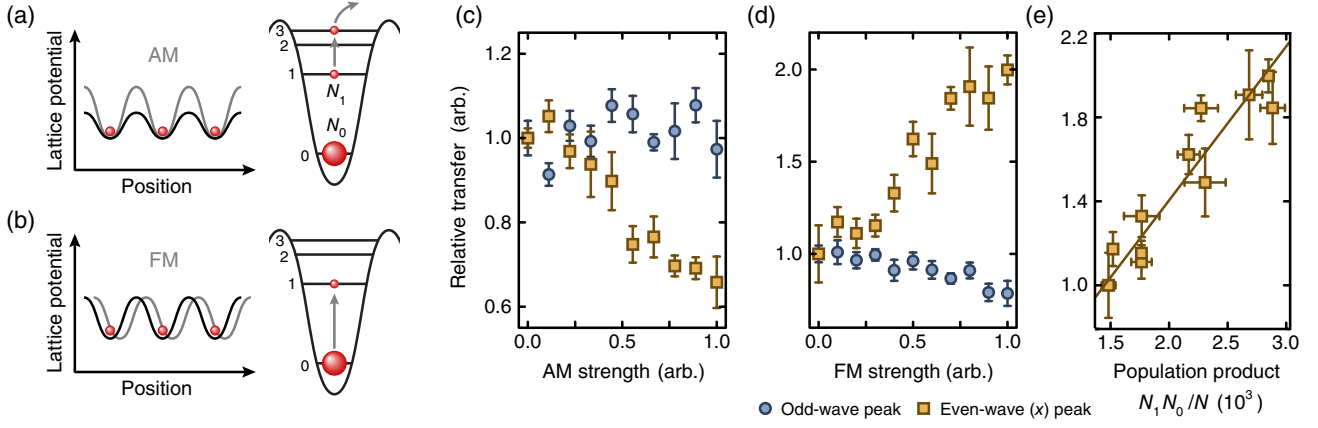 (a)
AM
Lattice potential
Position
3
2
1
N1
N0
0
(b)
FM
Lattice potential
Position
3
2
1
0
(c)
Relative transfer (arb.)
1.2
1.0
0.8
0.6
0.0
0.5
1.0
AM strength (arb.)
(d)
2.0
1.5
1.0
0.0
0.5
1.0
FM strength (arb.)
(e)
2.2
1.8
1.4
1.0
1.5
2.0
2.5
3.0
Population product
N1N0/N (10³)
Odd-wave peak
Even-wave (x) peak